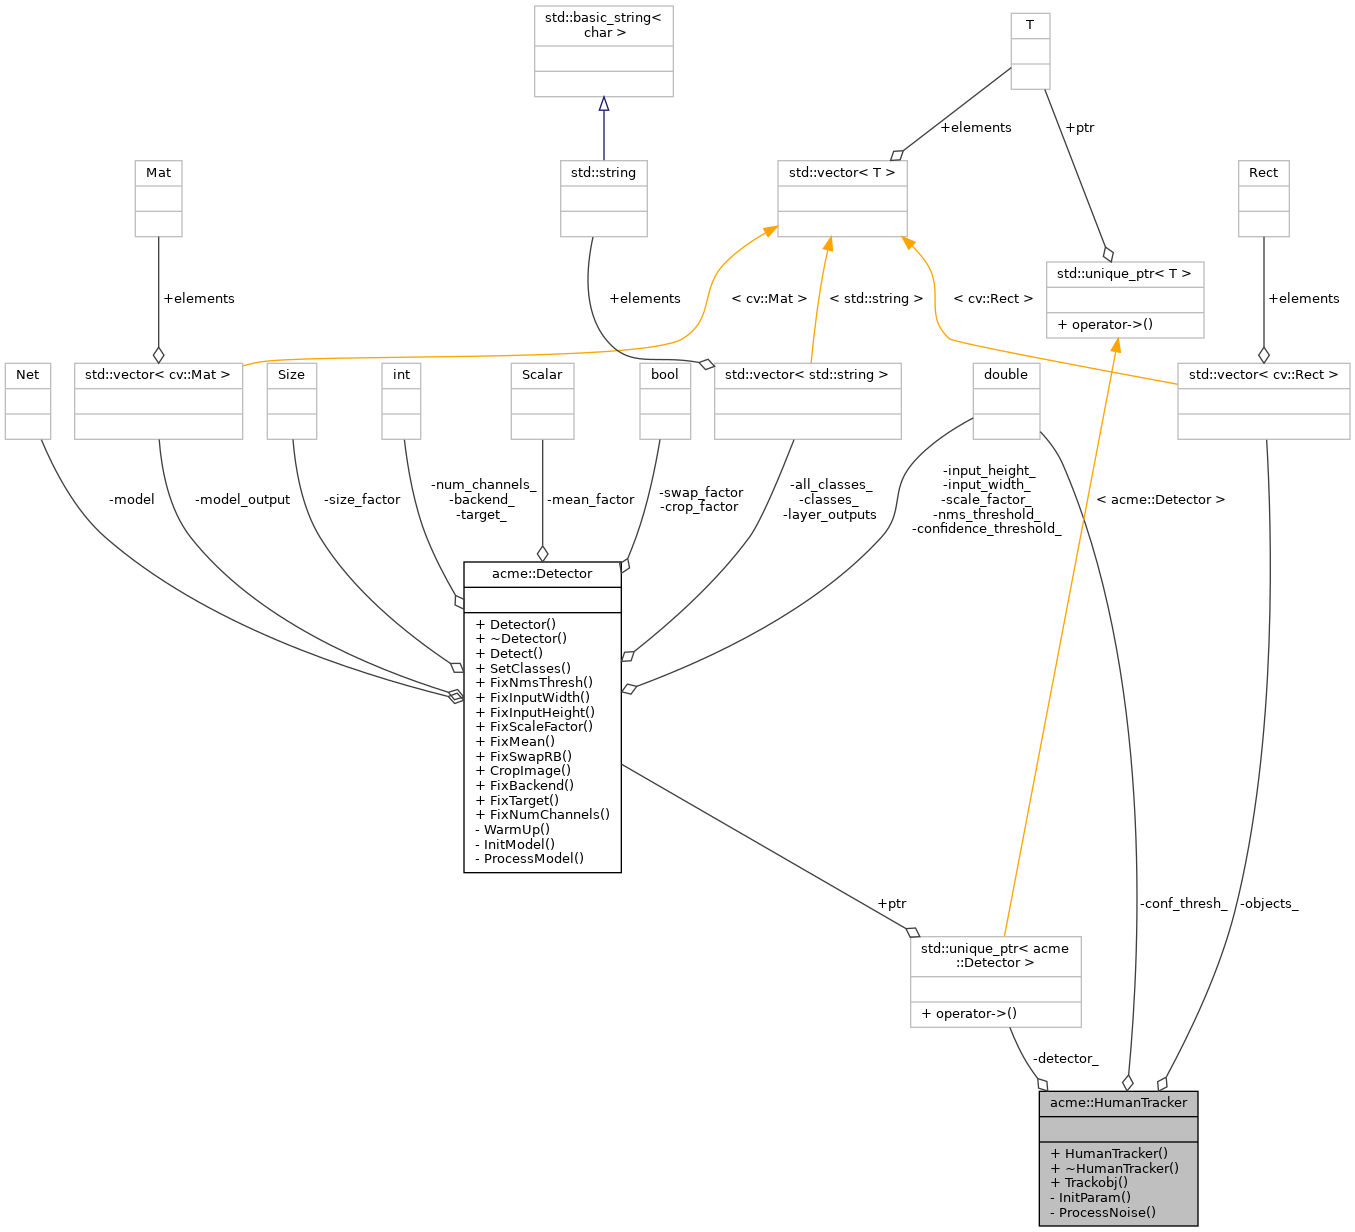 std::basic_string<
char >
T
+elements
+ptr
Mat
std::string
std::vector< T >
Rect
std::unique_ptr< T >
+ operator->()
+elements
+elements
< cv::Mat >
< std::string >
< cv::Rect >
+elements
Net
std::vector< cv::Mat >
Size
int
Scalar
bool
std::vector< std::string >
double
std::vector< cv::Rect >
-model
-model_output
-size_factor
-num_channels_
-backend_
-target_
-mean_factor
-swap_factor
-crop_factor
-all_classes_
-classes_
-layer_outputs
-input_height_
-input_width_
-scale_factor_
-nms_threshold_
-confidence_threshold_
< acme::Detector >
acme::Detector
+ Detector()
+ ~Detector()
+ Detect()
+ SetClasses()
+ FixNmsThresh()
+ FixInputWidth()
+ FixInputHeight()
+ FixScaleFactor()
+ FixMean()
+ FixSwapRB()
+ CropImage()
+ FixBackend()
+ FixTarget()
+ FixNumChannels()
- WarmUp()
- InitModel()
- ProcessModel()
+ptr
-conf_thresh_
-objects_
std::unique_ptr< acme
::Detector >
+ operator->()
-detector_
acme::HumanTracker
+ HumanTracker()
+ ~HumanTracker()
+ Trackobj()
- InitParam()
- ProcessNoise()